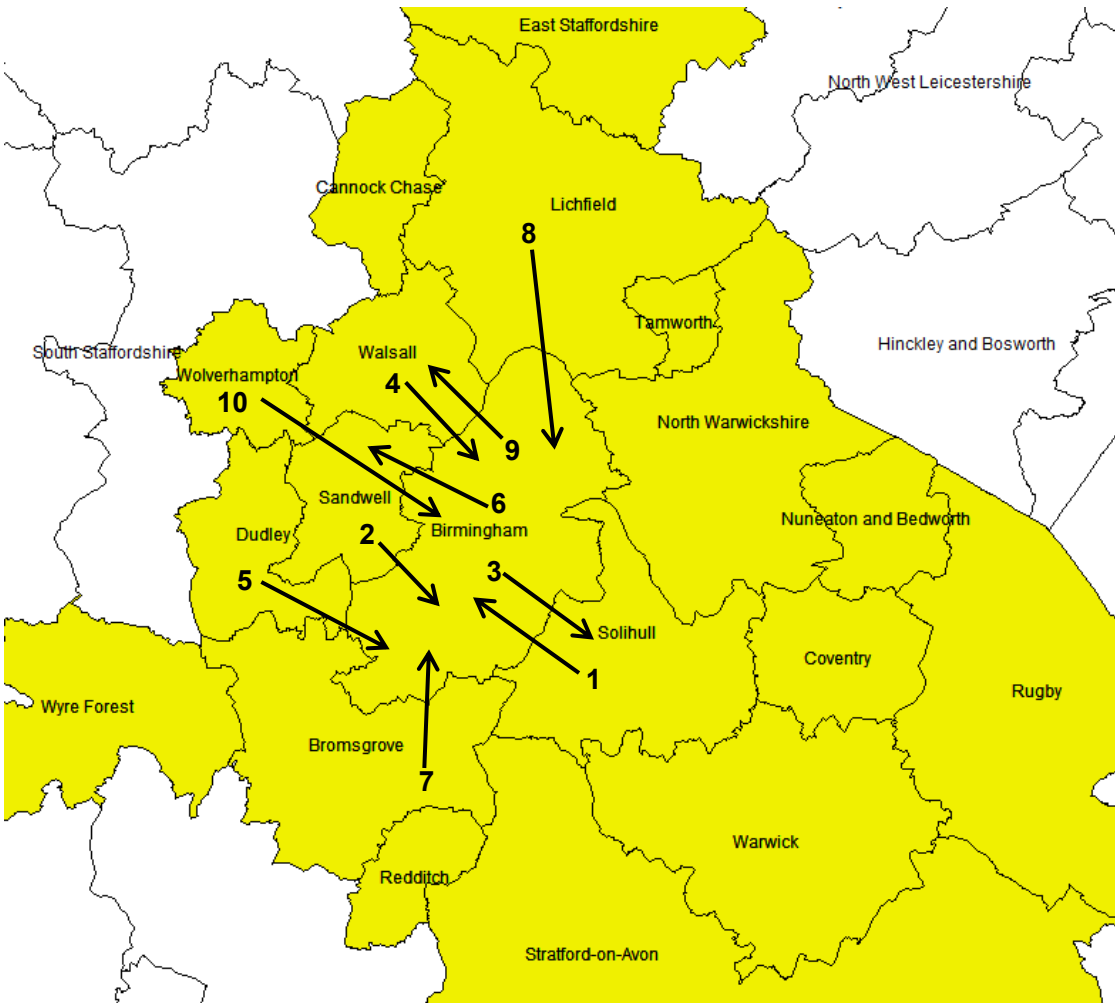 East Staffordshire
North West Leicestershire
Cannock Chase
Lichfield
8
Tamworth
South Staffordshire
Walsall
Hinckley and Bosworth
Wolverhampton
4
10
North Warwickshire
9
Sandwell
6
Nuneaton and Bedworth
Birmingham
Dudley
2
3
5
Solihull
Coventry
1
Rugby
Wyre Forest
Bromsgrove
7
Warwick
Redditch
Stratford-on-Avon